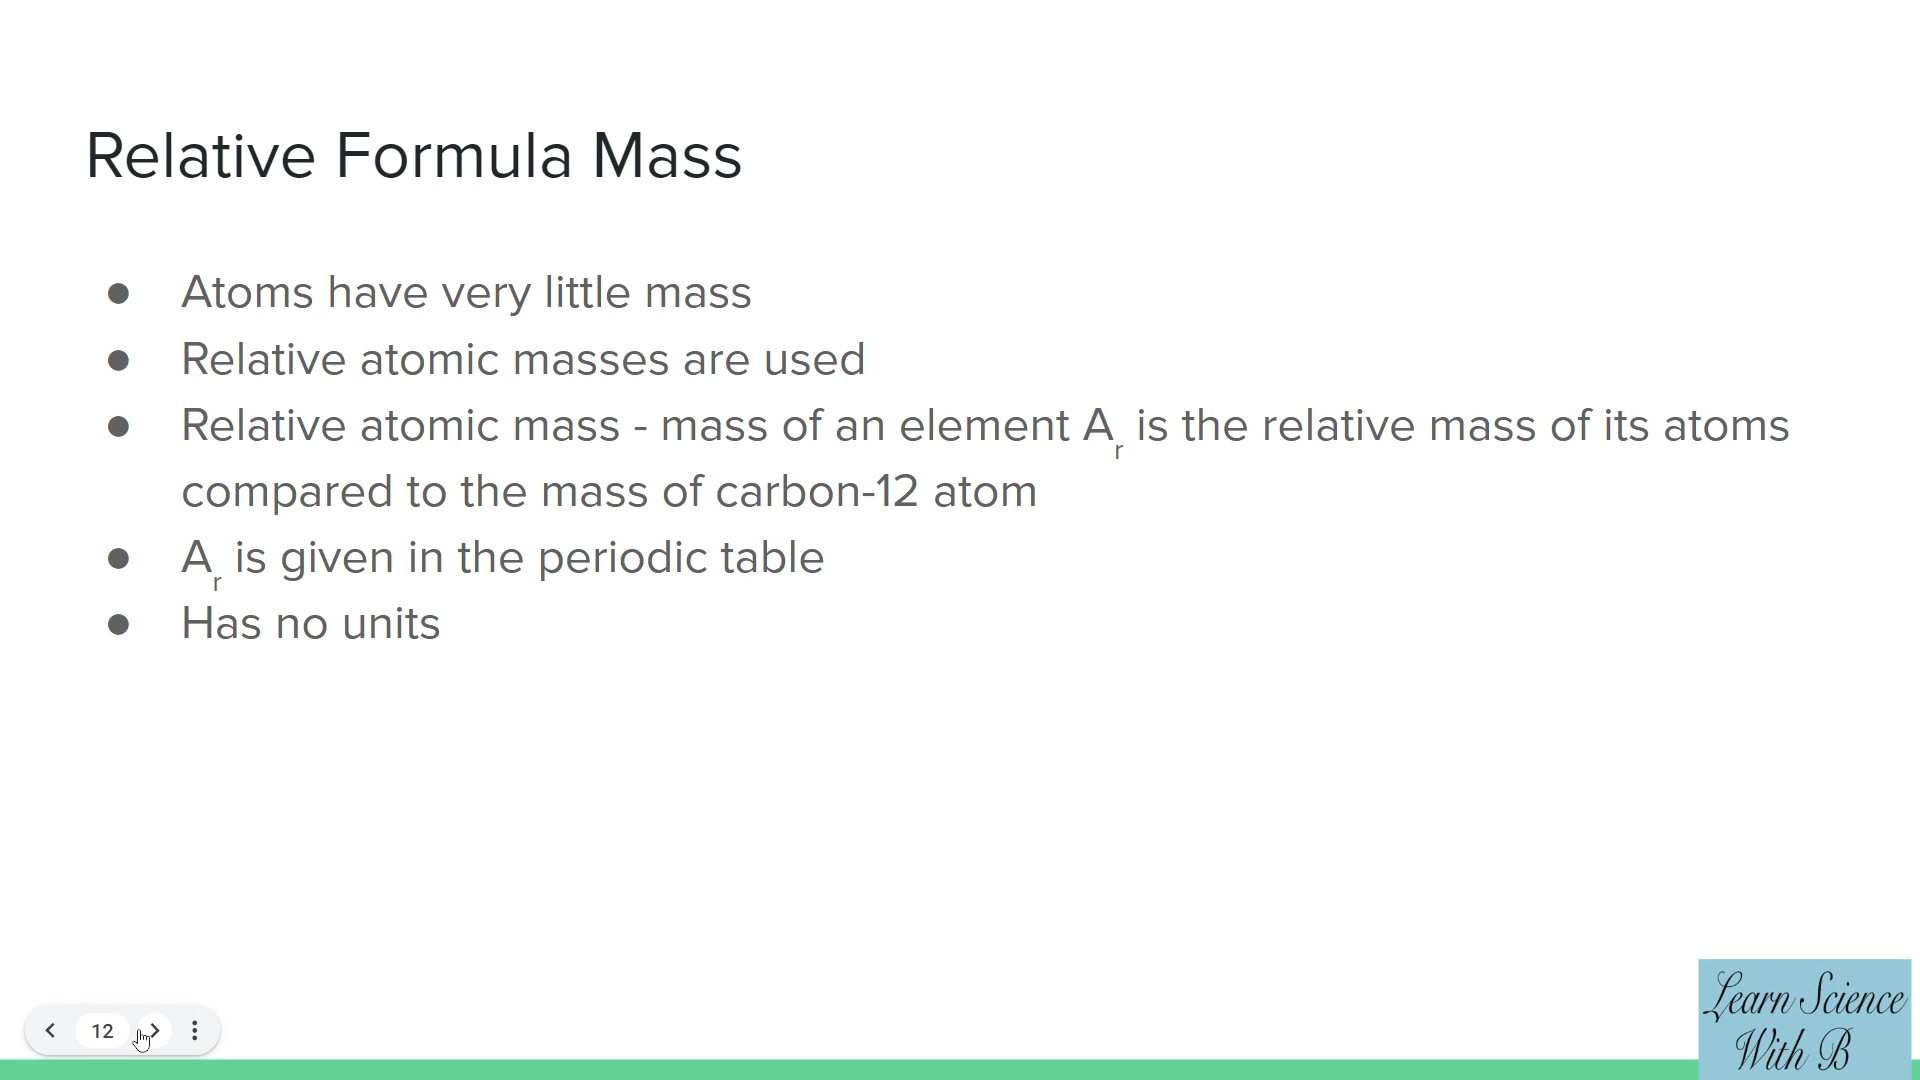 Relative Formula Mass
● Atoms have very little mass
● Relative atomic masses are used
● Relative atomic mass - mass of an element Aᵣ is the relative mass of its atoms
compared to the mass of carbon-12 atom
● Aᵣ is given in the periodic table
● Has no units
12
Learn Science
With B